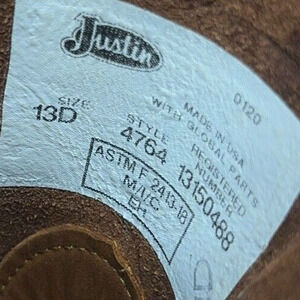 Justin
0120
MADE IN USA
WITH GLOBAL PARTS
SIZE
13D
STYLE
4764
REGISTERED
NUMBER
13150468
ASTM F 2413-18
M/I/C
EH